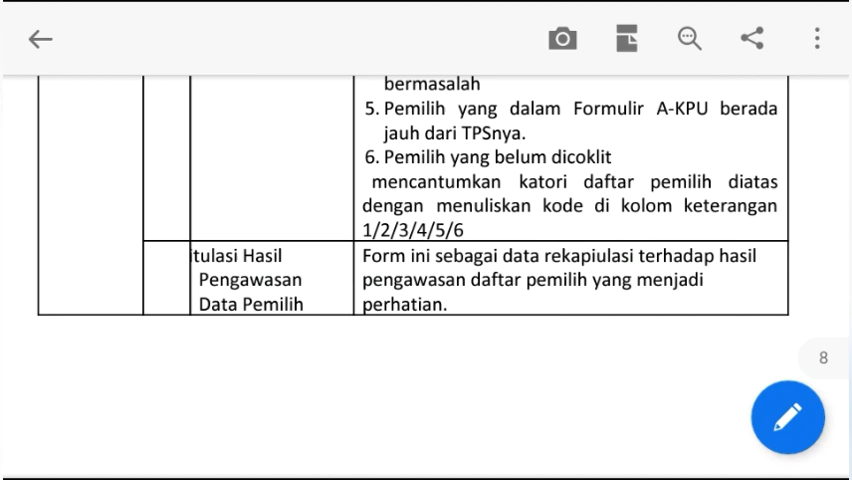 bermasalah
5. Pemilih yang dalam Formulir A-KPU berada
jauh dari TPSnya.
6. Pemilih yang belum dicoklit
mencantumkan katori daftar pemilih diatas
dengan menuliskan kode di kolom keterangan
1/2/3/4/5/6
tulasi Hasil
Pengawasan
Data Pemilih
Form ini sebagai data rekapiulasi terhadap hasil
pengawasan daftar pemilih yang menjadi
perhatian.
8